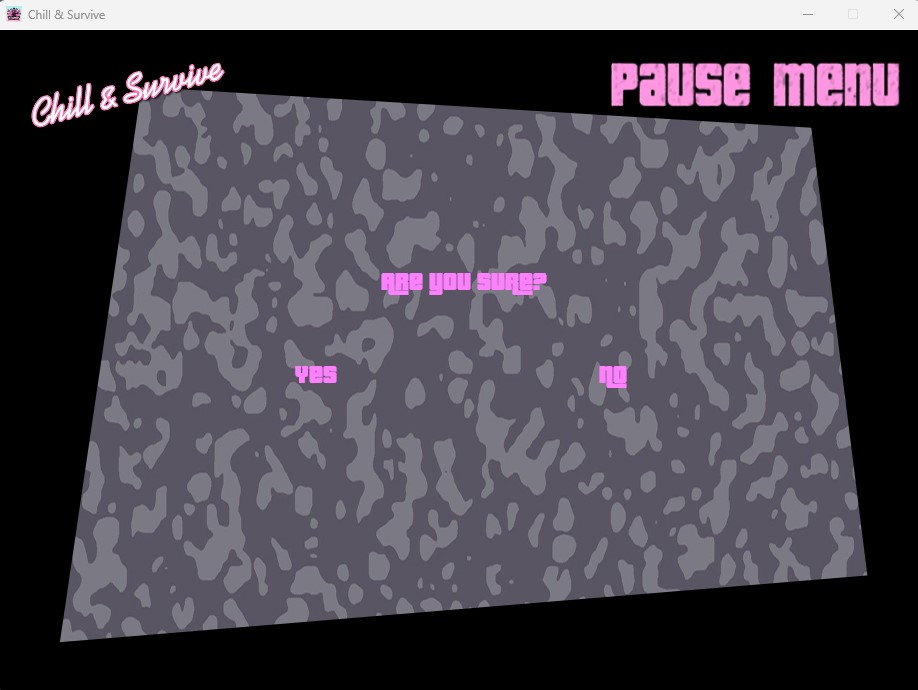 Chill & Survive
Chill & Survive
Pause Menu
Are you sure?
Yes
No